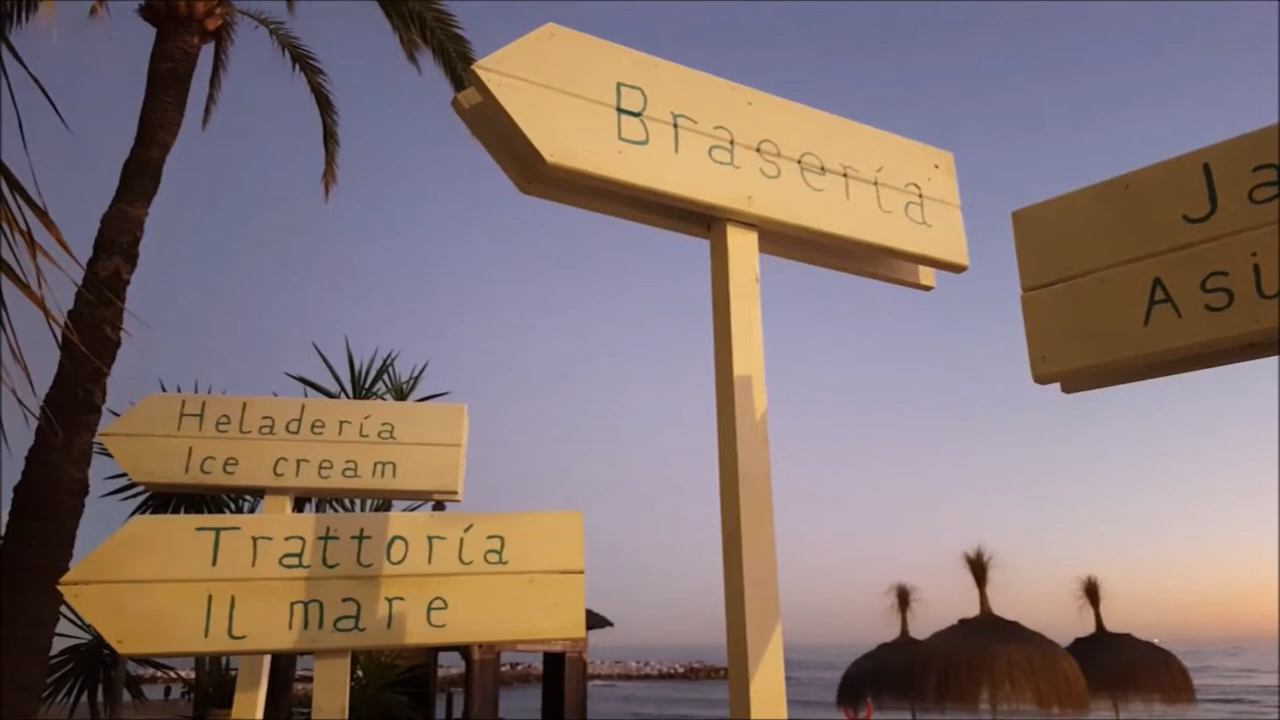 Brasería
Heladería
Ice cream
Trattoría
Il mare